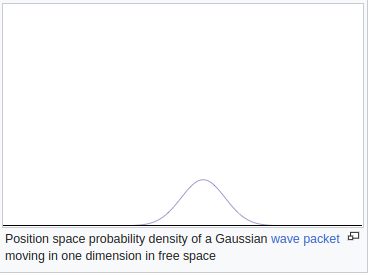 Position space probability density of a Gaussian wave packet
moving in one dimension in free space